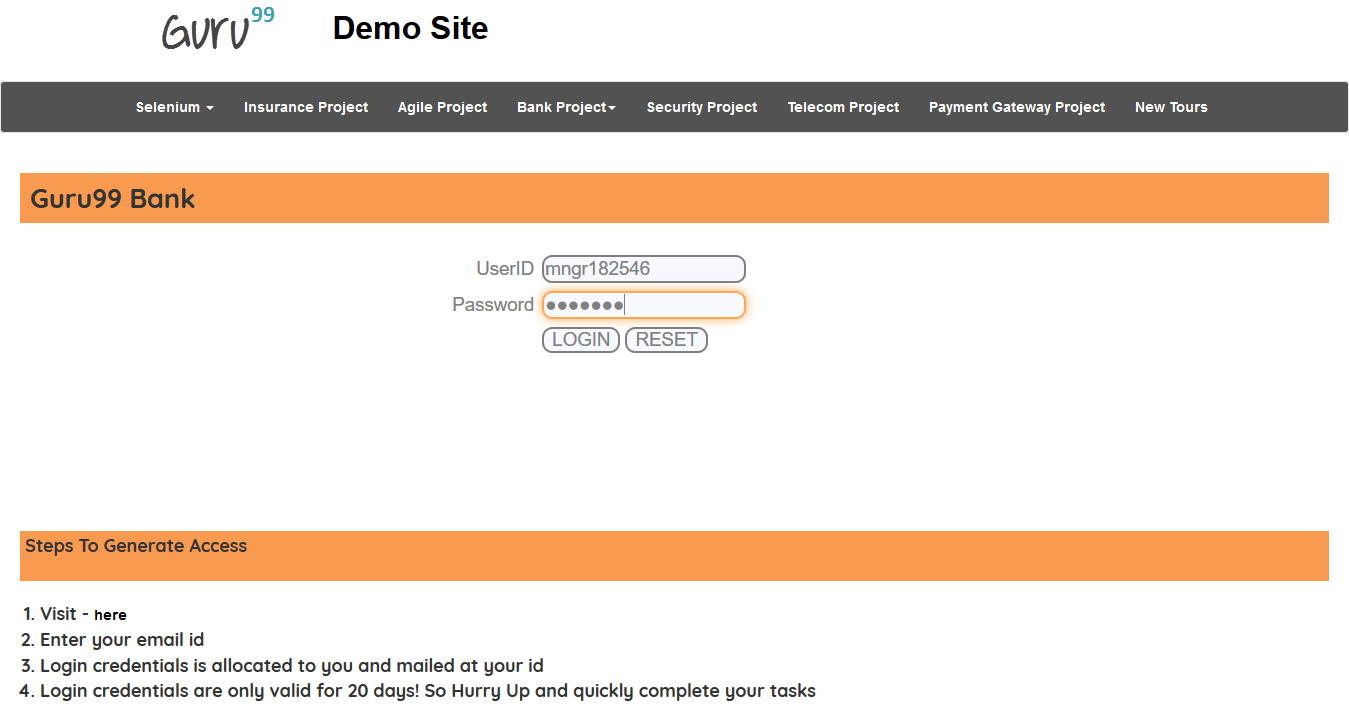 Guru99 Demo Site
Selenium Insurance Project Agile Project Bank Project Security Project Telecom Project Payment Gateway Project New Tours
Guru99 Bank
UserID mngr182546
Password •••••••
LOGIN RESET
Steps To Generate Access
1. Visit - here
2. Enter your email id
3. Login credentials is allocated to you and mailed at your id
4. Login credentials are only valid for 20 days! So Hurry Up and quickly complete your tasks